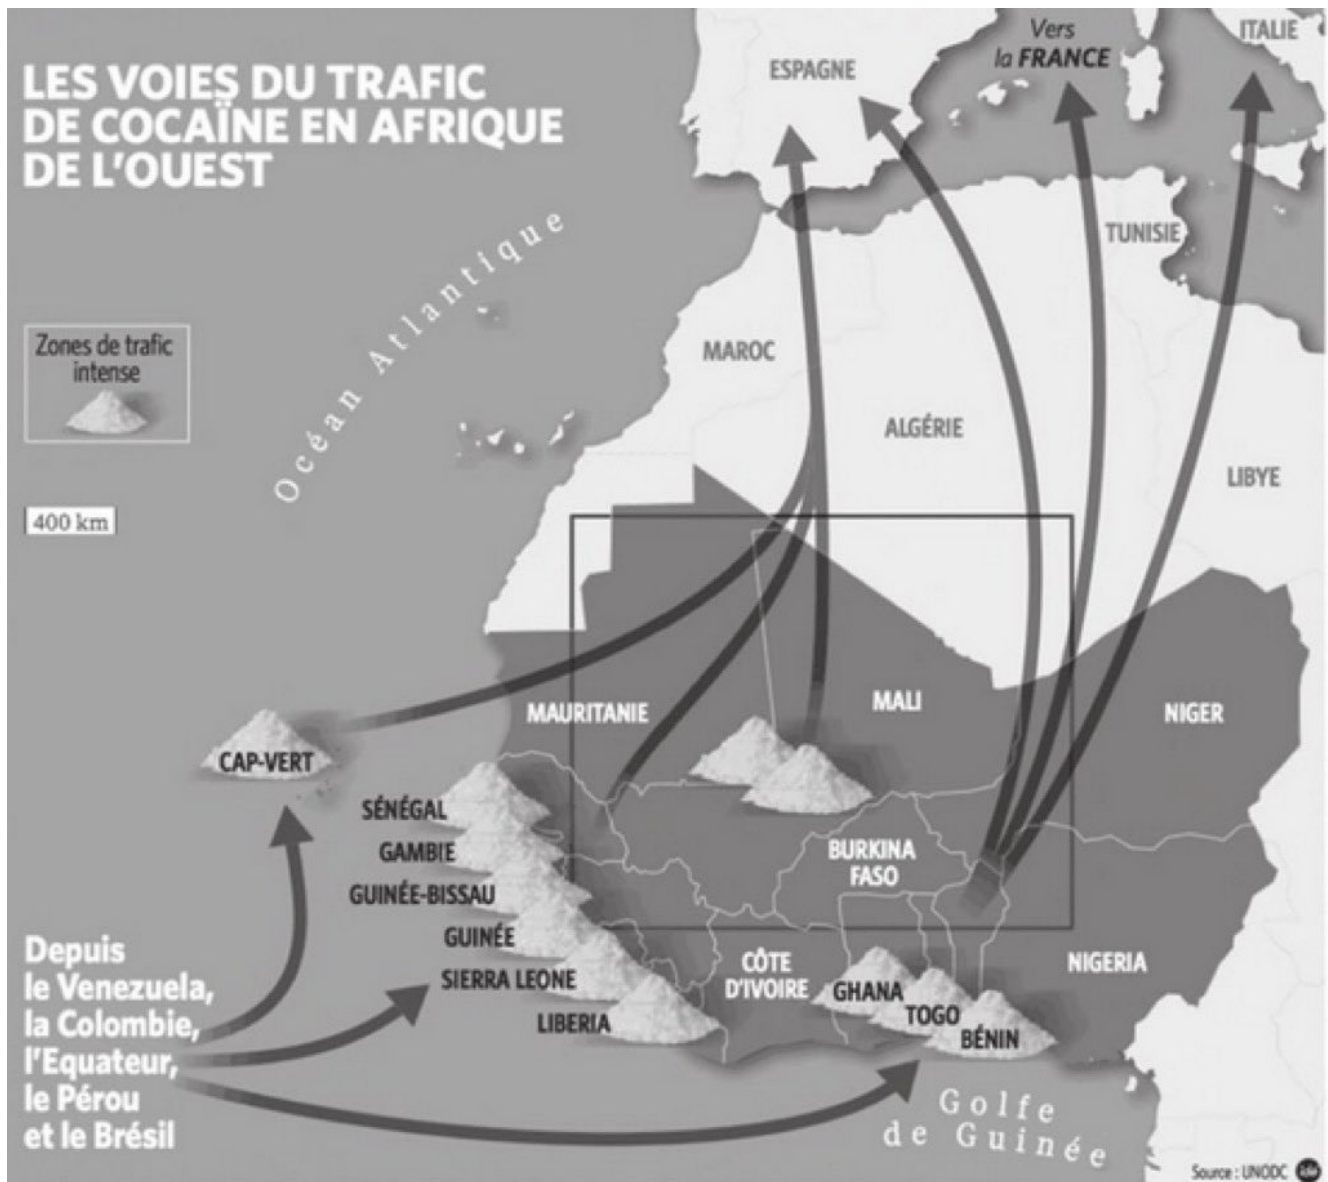 LES VOIES DU TRAFIC
DE COCAÏNE EN AFRIQUE
DE L'OUEST
Vers
la FRANCE
ITALIE
ESPAGNE
Océan Atlantique
TUNISIE
Zones de trafic
intense
MAROC
ALGÉRIE
LIBYE
400 km
MAURITANIE
MALI
NIGER
CAP-VERT
SÉNÉGAL
GAMBIE
GUINÉE-BISSAU
GUINÉE
SIERRA LEONE
LIBERIA
BURKINA
FASO
CÔTE
D'IVOIRE
GHANA
TOGO
BÉNIN
NIGERIA
Depuis
le Venezuela,
la Colombie,
l'Equateur,
le Pérou
et le Brésil
Golfe
de Guinée
Source : UNODC